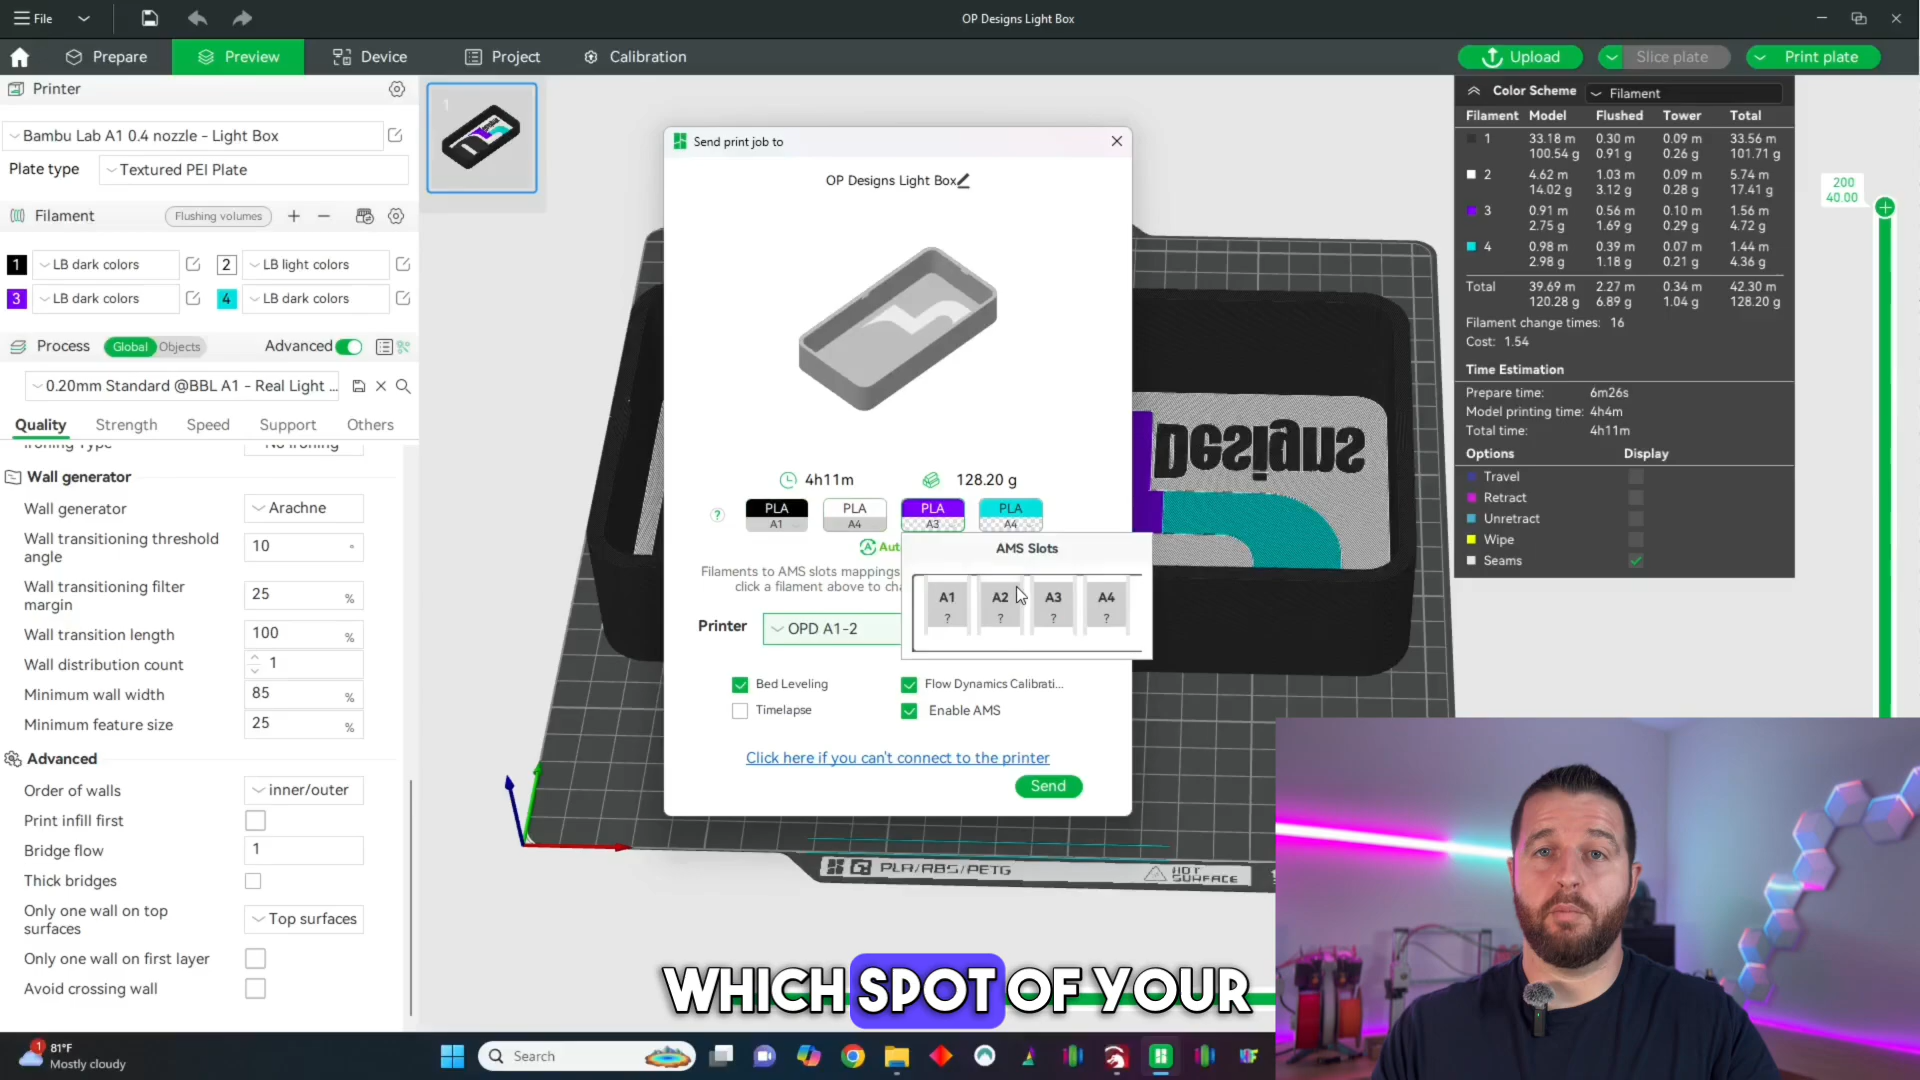 File
OP Designs Light Box
Prepare
Preview
Device
Project
Calibration
Upload
Slice plate
Print plate
Printer
Bambu Lab A1 0.4 nozzle - Light Box
Plate type
Textured PEI Plate
Filament
Flushing volumes
1 LB dark colors
2 LB light colors
3 LB dark colors
4 LB dark colors
Process
Global
Objects
Advanced
0.20mm Standard @BBL A1 - Real Light ...
Quality
Strength
Speed
Support
Others
Wall generator
Wall generator
Arachne
Wall transitioning threshold
angle
10 °
Wall transitioning filter
margin
25 %
Wall transition length
100 %
Wall distribution count
1
Minimum wall width
85 %
Minimum feature size
25 %
Advanced
Order of walls
inner/outer
Print infill first
Bridge flow
1
Thick bridges
Only one wall on top
surfaces
Top surfaces
Only one wall on first layer
Avoid crossing wall
1
Send print job to
OP Designs Light Box
4h11m
128.20 g
?
PLA
A1
PLA
A4
PLA
A3
PLA
A4
Filaments to AMS slots mappings
click a filament above to cha
AMS Slots
A1 A2 A3 A4
? ? ? ?
Printer
OPD A1-2
Bed Leveling
Flow Dynamics Calibrati...
Timelapse
Enable AMS
Click here if you can't connect to the printer
Send
Designs
PLA/ABS/PETG
HOT
SURFACE
Color Scheme
Filament
Filament Model Flushed Tower Total
1 33.18 m 0.30 m 0.09 m 33.56 m
100.54 g 0.91 g 0.26 g 101.71 g
2 4.62 m 1.03 m 0.09 m 5.74 m
14.02 g 3.12 g 0.28 g 17.41 g
3 0.91 m 0.56 m 0.10 m 1.56 m
2.75 g 1.69 g 0.29 g 4.72 g
4 0.98 m 0.39 m 0.07 m 1.44 m
2.98 g 1.18 g 0.21 g 4.36 g
Total 39.69 m 2.27 m 0.34 m 42.30 m
120.28 g 6.89 g 1.04 g 128.20 g
Filament change times: 16
Cost: 1.54
Time Estimation
Prepare time: 6m26s
Model printing time: 4h4m
Total time: 4h11m
Options Display
Travel
Retract
Unretract
Wipe
Seams
200
40.00
WHICH SPOT OF YOUR
1
81°F
Mostly cloudy
Search